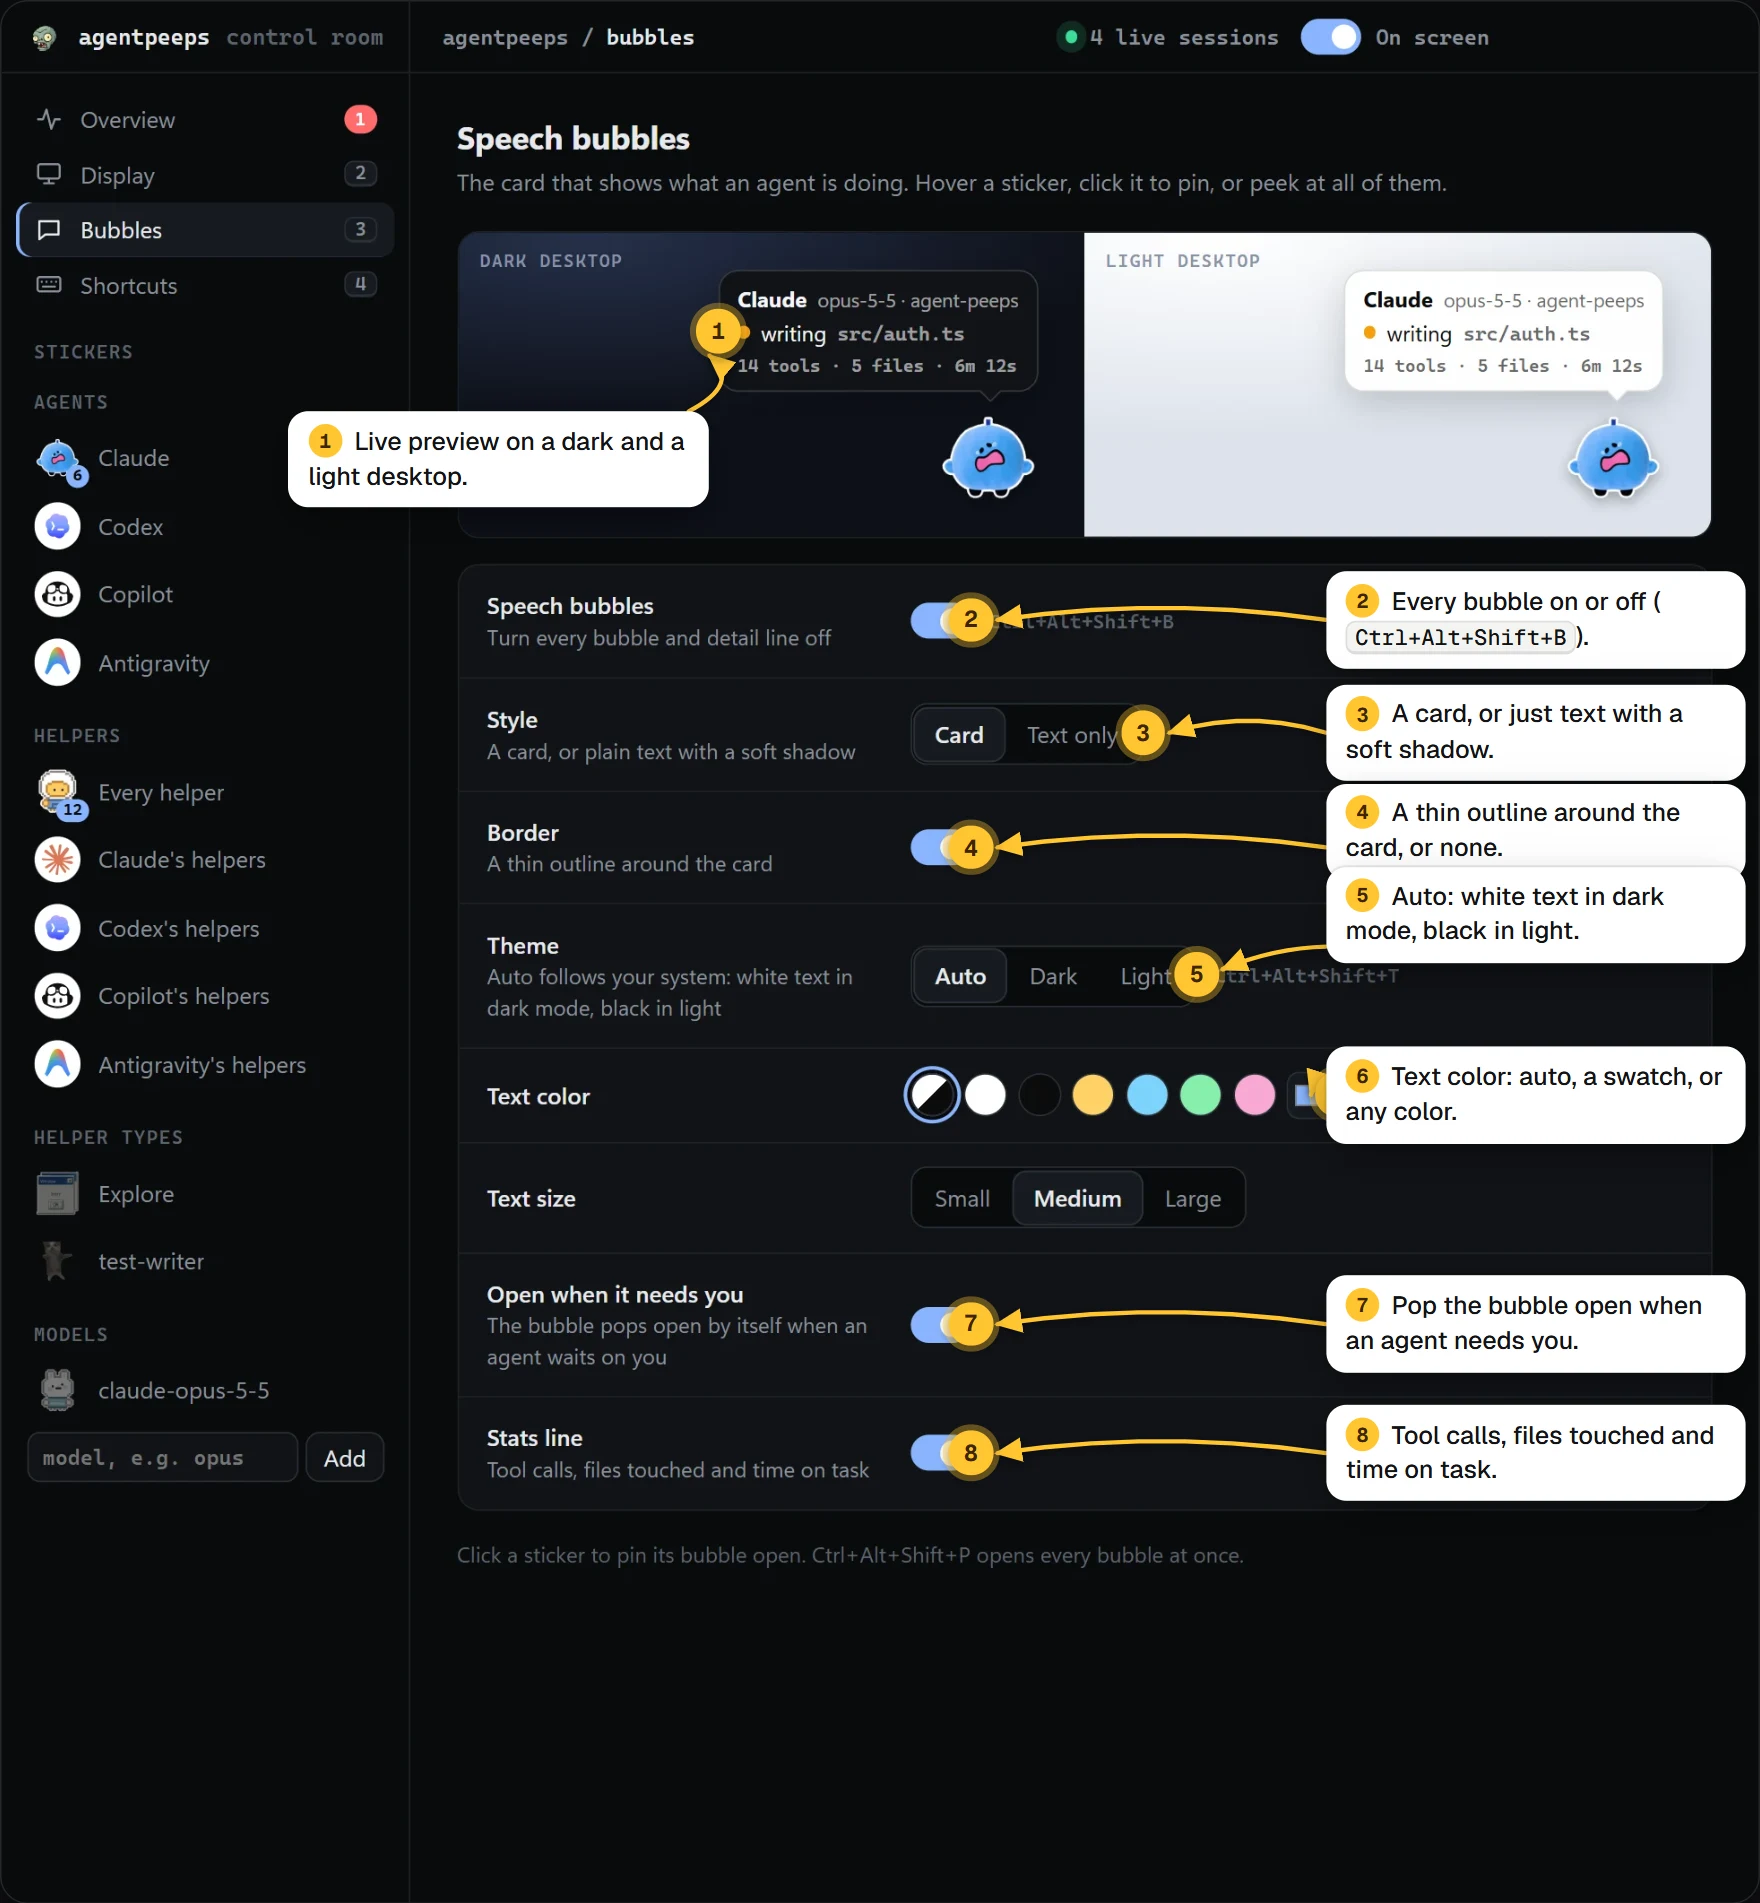 agentpeeps control room
agentpeeps / bubbles
4 live sessions
On screen
Overview 1
Display 2
Bubbles 3
Shortcuts 4
STICKERS
AGENTS
Claude
6
Codex
Copilot
Antigravity
HELPERS
Every helper
12
Claude's helpers
Codex's helpers
Copilot's helpers
Antigravity's helpers
HELPER TYPES
Explore
test-writer
MODELS
claude-opus-5-5
model, e.g. opus
Add
Speech bubbles
The card that shows what an agent is doing. Hover a sticker, click it to pin, or peek at all of them.
DARK DESKTOP
Claude opus-5-5 · agent-peeps
1 writing src/auth.ts
14 tools · 5 files · 6m 12s
1 Live preview on a dark and a
light desktop.
LIGHT DESKTOP
Claude opus-5-5 · agent-peeps
writing src/auth.ts
14 tools · 5 files · 6m 12s
Speech bubbles
Turn every bubble and detail line off
2
+Alt+Shift+B
2 Every bubble on or off (
Ctrl+Alt+Shift+B).
Style
A card, or plain text with a soft shadow
Card Text only 3
3 A card, or just text with a
soft shadow.
Border
A thin outline around the card
4
4 A thin outline around the
card, or none.
Theme
Auto follows your system: white text in
dark mode, black in light
Auto Dark Light 5 trl+Alt+Shift+T
5 Auto: white text in dark
mode, black in light.
Text color
6 Text color: auto, a swatch, or
any color.
Text size
Small Medium Large
Open when it needs you
The bubble pops open by itself when an
agent waits on you
7
7 Pop the bubble open when
an agent needs you.
Stats line
Tool calls, files touched and time on task
8
8 Tool calls, files touched and
time on task.
Click a sticker to pin its bubble open. Ctrl+Alt+Shift+P opens every bubble at once.